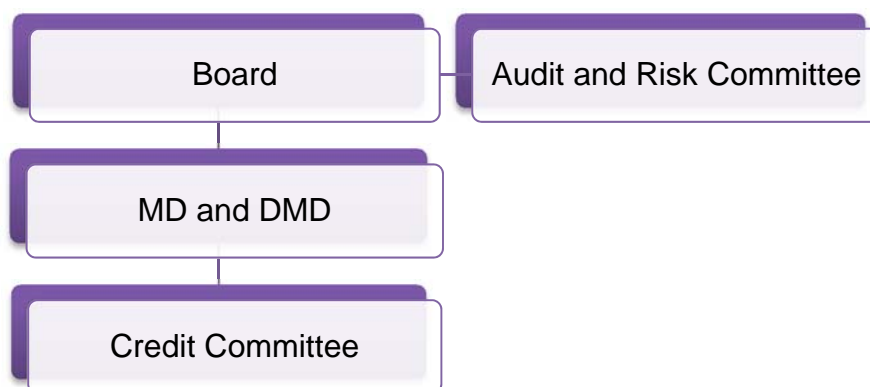 Board
Audit and Risk Committee
MD and DMD
Credit Committee